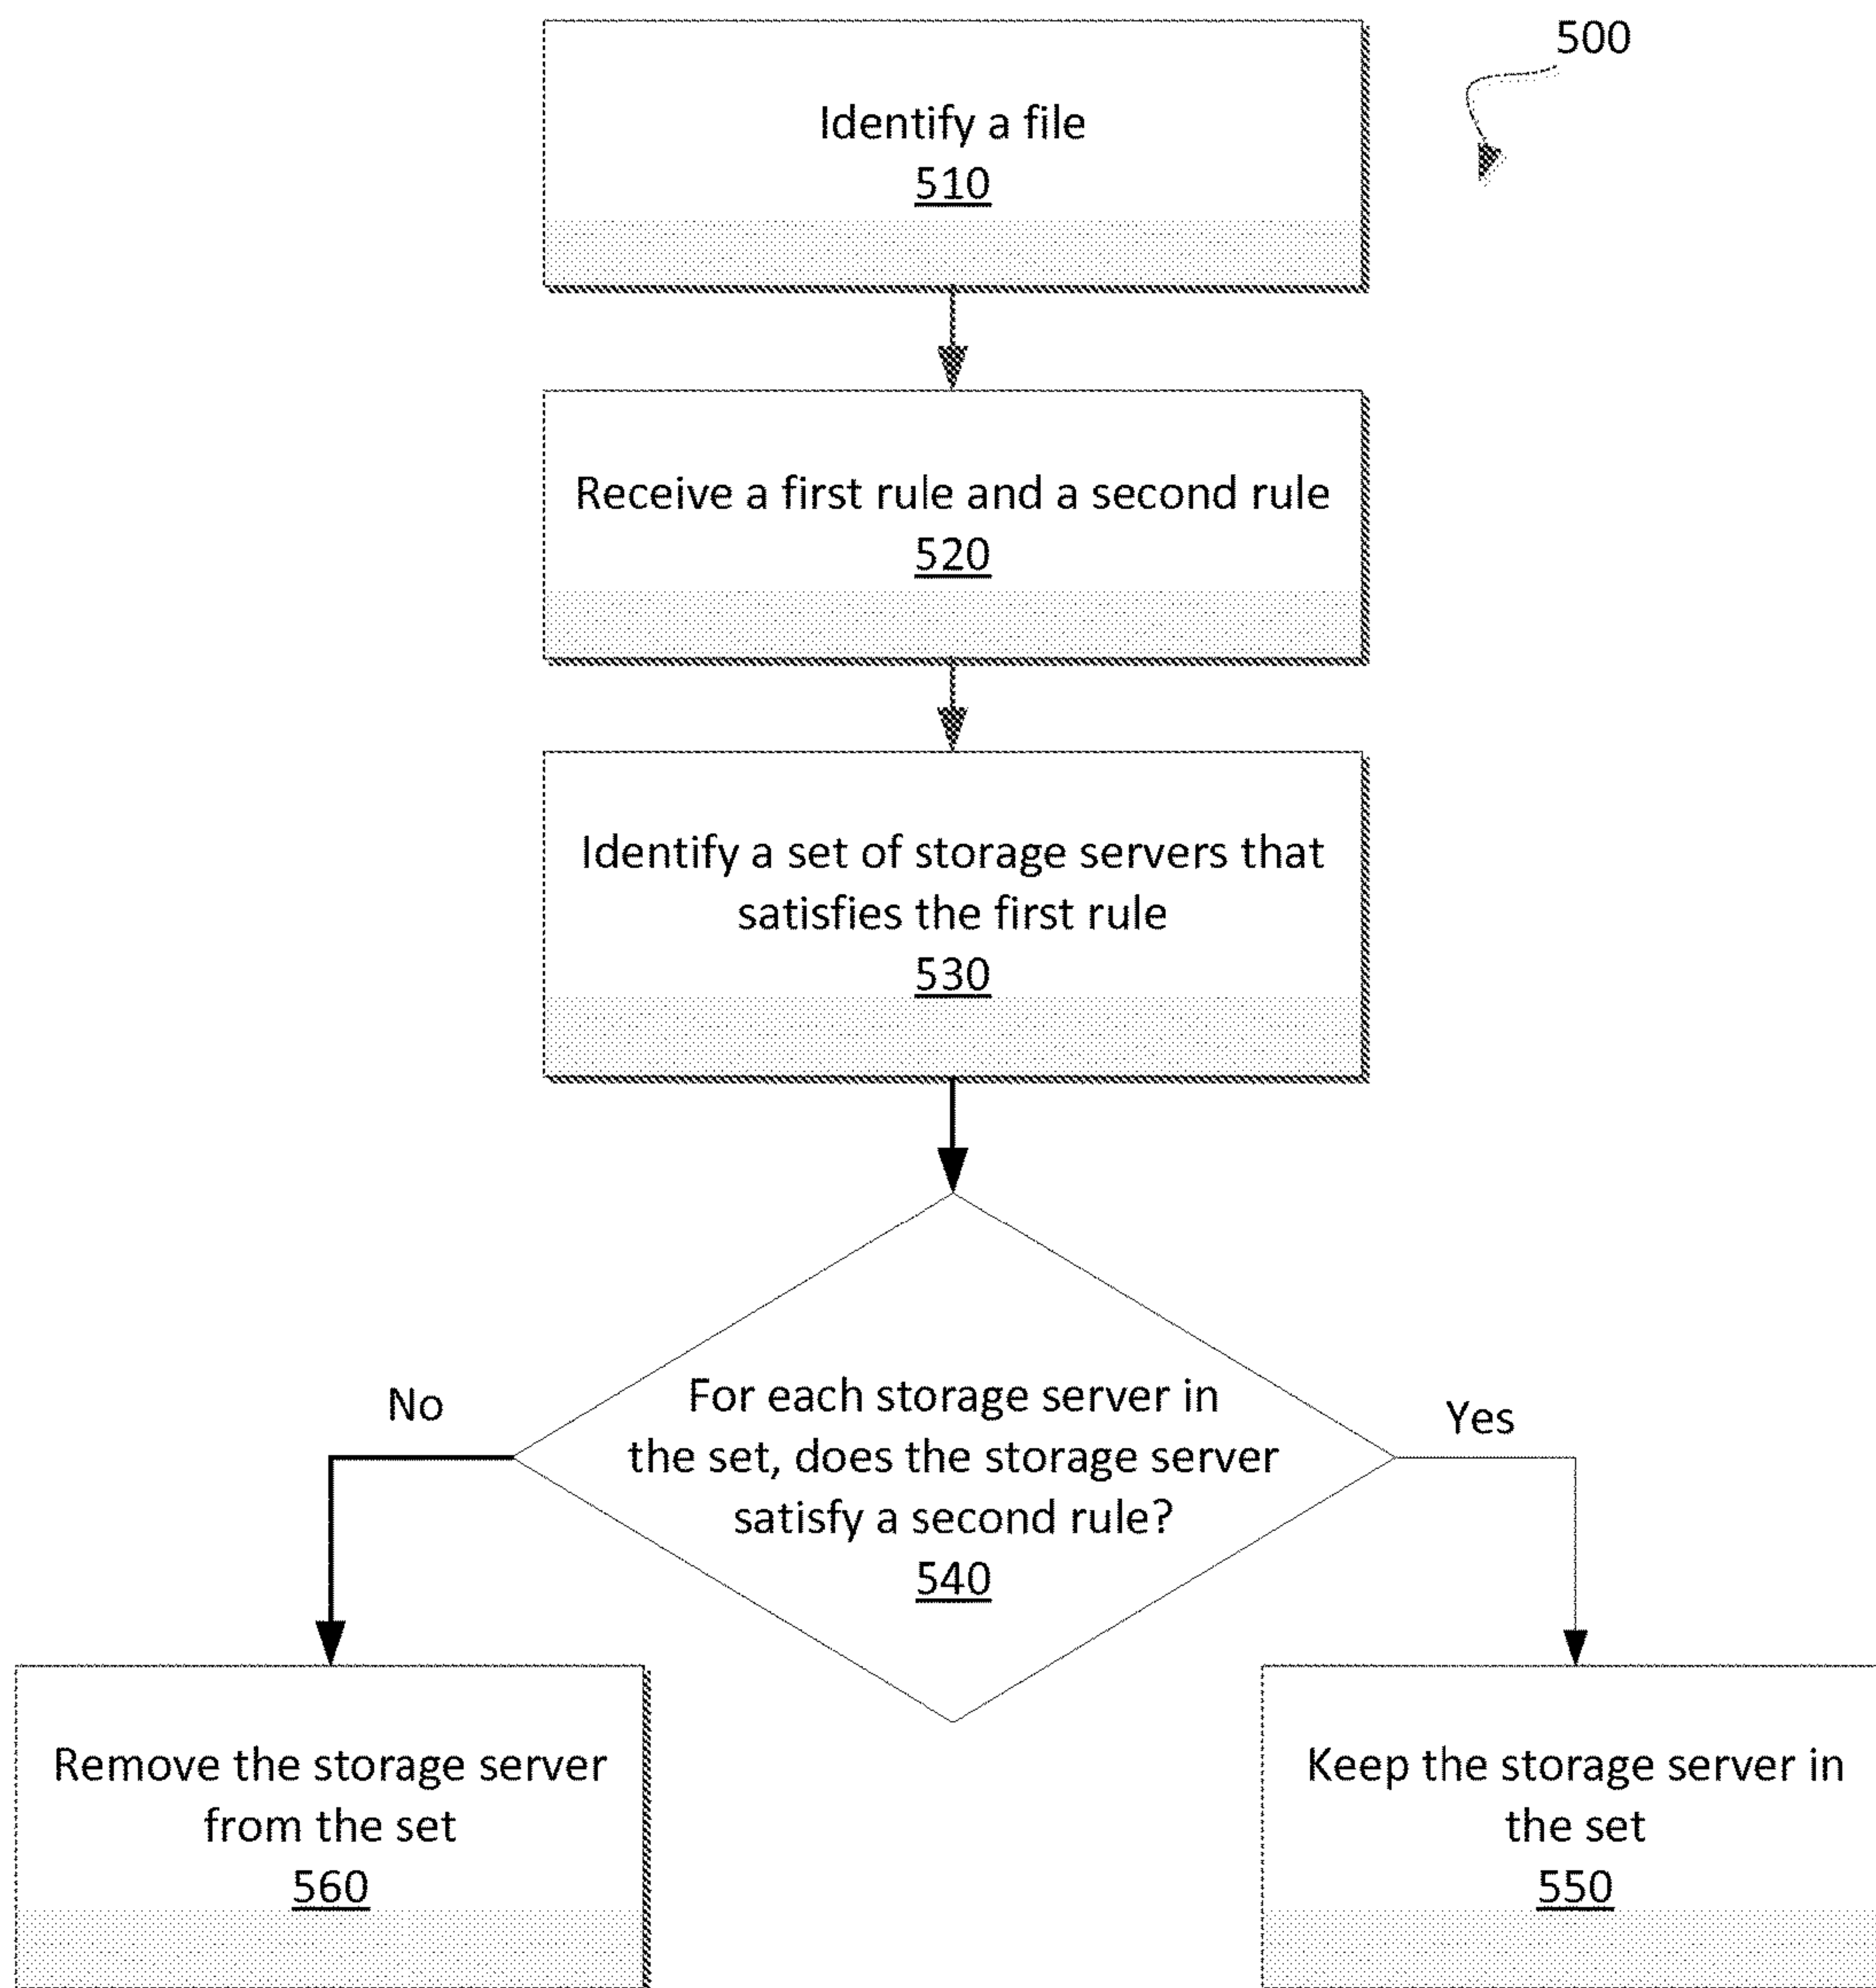 500
Identify a file
510
Receive a first rule and a second rule
520
Identify a set of storage servers that
satisfies the first rule
530
For each storage server in
the set, does the storage server
satisfy a second rule?
540
No
Yes
Remove the storage server
from the set
560
Keep the storage server in
the set
550